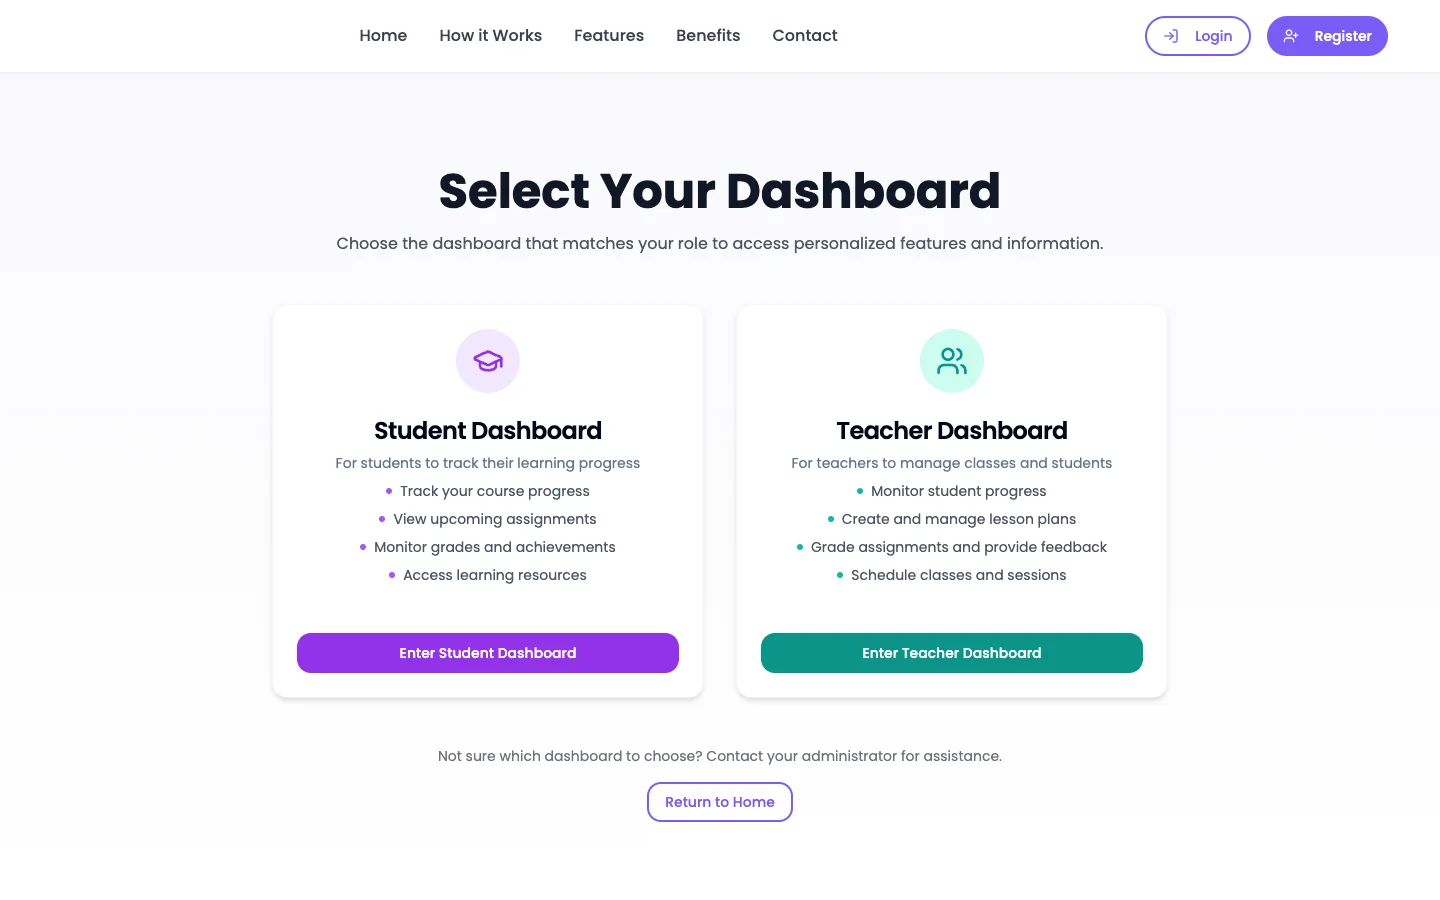 Home How it Works Features Benefits Contact Login Register
Select Your Dashboard
Choose the dashboard that matches your role to access personalized features and information.
Student Dashboard
For students to track their learning progress
Track your course progress
View upcoming assignments
Monitor grades and achievements
Access learning resources
Enter Student Dashboard
Teacher Dashboard
For teachers to manage classes and students
Monitor student progress
Create and manage lesson plans
Grade assignments and provide feedback
Schedule classes and sessions
Enter Teacher Dashboard
Not sure which dashboard to choose? Contact your administrator for assistance.
Return to Home